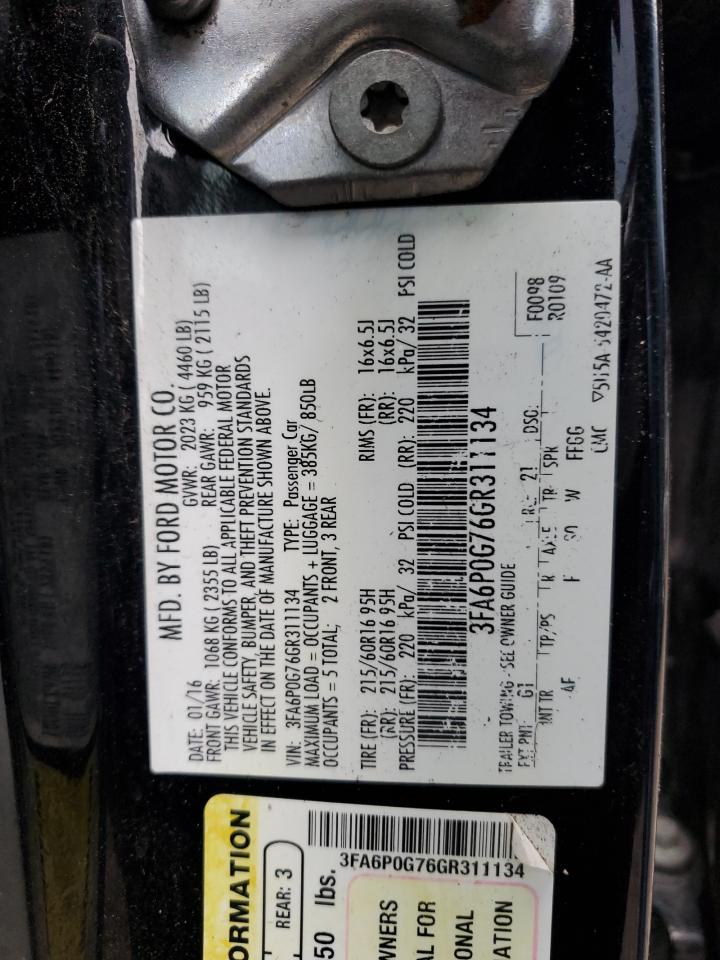 MFD. BY FORD MOTOR CO.
DATE: 01/16 GVWR: 2023 KG ( 4460 LB)
FRONT GAWR: 1068 KG ( 2355 LB) REAR GAWR: 959 KG ( 2115 LB)
THIS VEHICLE CONFORMS TO ALL APPLICABLE FEDERAL MOTOR
VEHICLE SAFETY, BUMPER, AND THEFT PREVENTION STANDARDS
IN EFFECT ON THE DATE OF MANUFACTURE SHOWN ABOVE.
VIN: 3FA6P0G76GR311134 TYPE: Passenger Car
MAXIMUM LOAD = OCCUPANTS + LUGGAGE = 385KG/ 850LB
OCCUPANTS = 5 TOTAL; 2 FRONT, 3 REAR
TIRE (FR): 215/60R16 95H RIMS (FR): 16x6.5J
(RR): 215/60R16 95H (RR): 16x6.5J
PRESSURE (FR): 220 kPa/ 32 PSI COLD (RR): 220 kPa/ 32 PSI COLD
3FA6P0G76GR311134
F0098
R0109
TRAILER TOWING - SEE OWNER GUIDE
EXT PNT: G1 RC: 21 DSO:
INT TR TP/PS R AXLE TR SPK
4F F W FFGG
ORMATION
REAR: 3
50 lbs.
3FA6P0G76GR311134
WNERS
AL FOR
ONAL
ATION